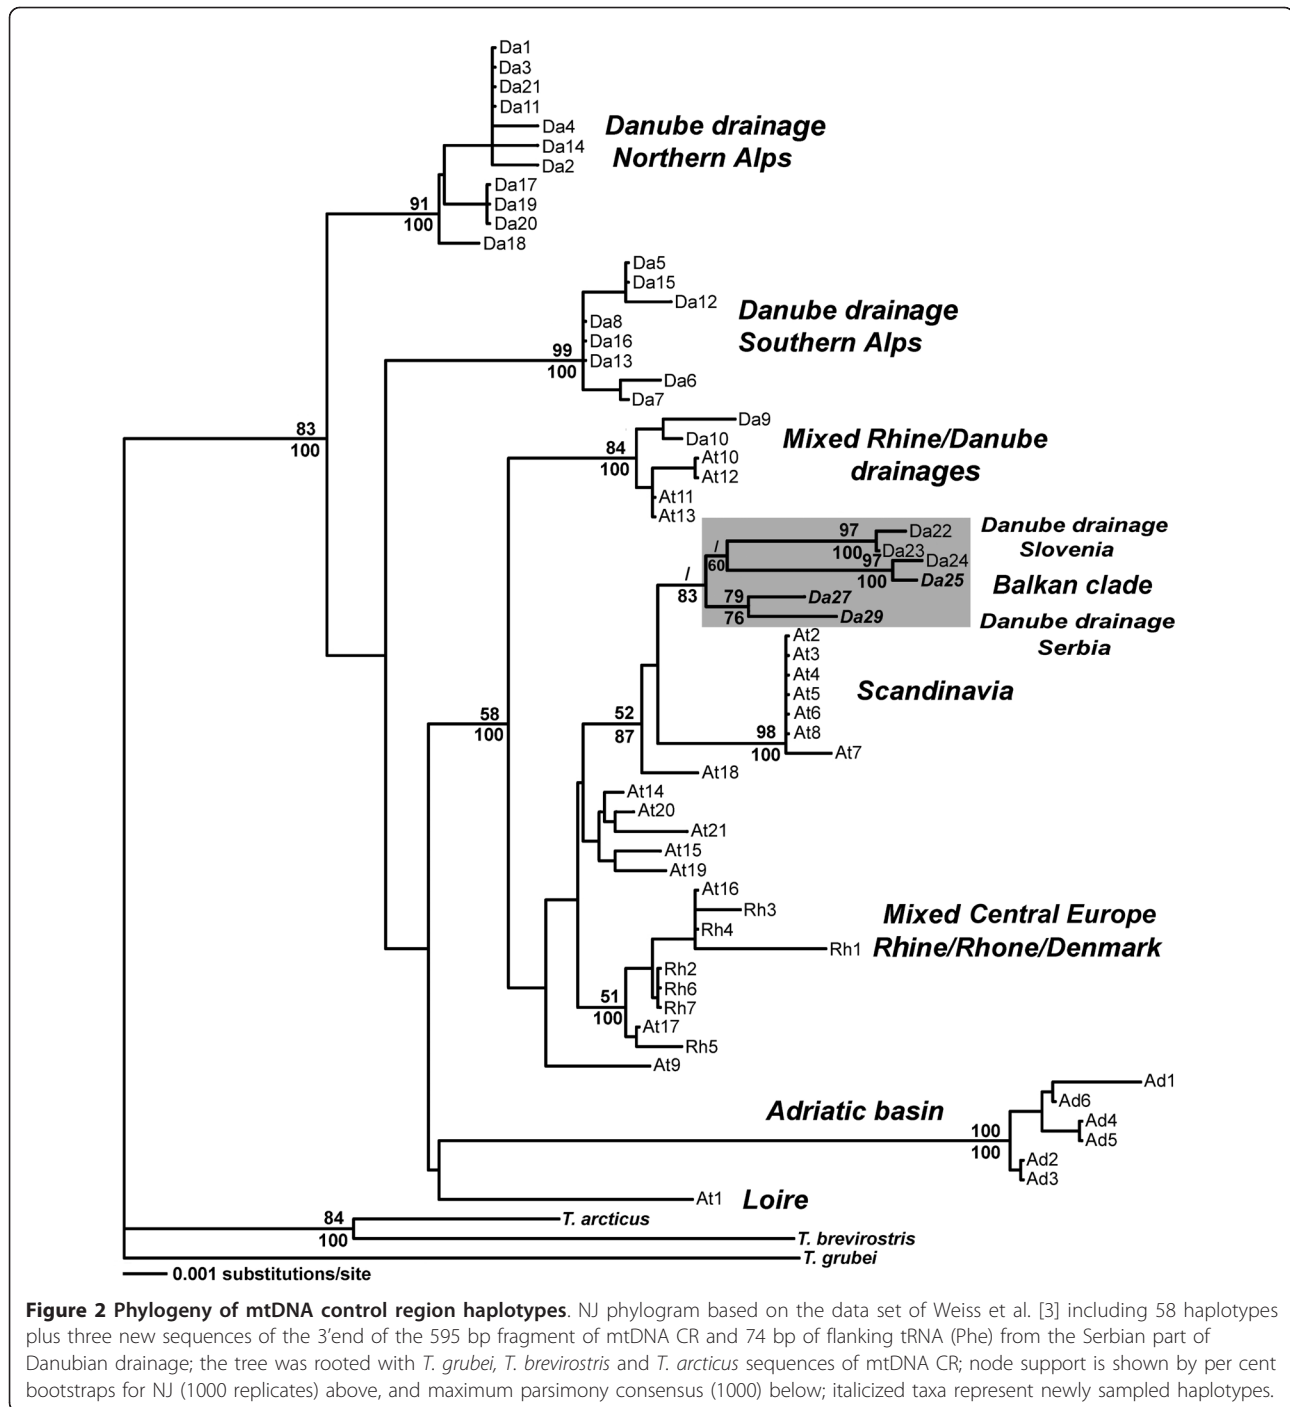 Da1
Da3
Da21
Da11
Da4
Da14
Da2
Danube drainage
Northern Alps
Da17
Da19
Da20
Da18
91
100
Da5
Da15
Da12
Da8
Da16
Da13
Da6
Da7
Danube drainage
Southern Alps
99
100
83
100
Da9
Da10
At10
At12
At11
At13
84
100
Mixed Rhine/Danube
drainages
97
100
Da22
Da23
/
60
97
100
Da24
Da25
/
83
79
76
Da27
Da29
Danube drainage
Slovenia
Balkan clade
Danube drainage
Serbia
At2
At3
At4
At5
At6
At8
At7
98
100
Scandinavia
58
100
52
87
At18
At14
At20
At21
At15
At19
At16
Rh3
Rh4
Rh1
Mixed Central Europe
Rhine/Rhone/Denmark
Rh2
Rh6
Rh7
51
100
At17
Rh5
At9
Ad1
Ad6
Ad4
Ad5
Ad2
Ad3
Adriatic basin
100
100
At1
Loire
84
100
T. arcticus
T. brevirostris
T. grubei
0.001 substitutions/site
Figure 2 Phylogeny of mtDNA control region haplotypes. NJ phylogram based on the data set of Weiss et al. [3] including 58 haplotypes
plus three new sequences of the 3'end of the 595 bp fragment of mtDNA CR and 74 bp of flanking tRNA (Phe) from the Serbian part of
Danubian drainage; the tree was rooted with T. grubei, T. brevirostris and T. arcticus sequences of mtDNA CR; node support is shown by per cent
bootstraps for NJ (1000 replicates) above, and maximum parsimony consensus (1000) below; italicized taxa represent newly sampled haplotypes.